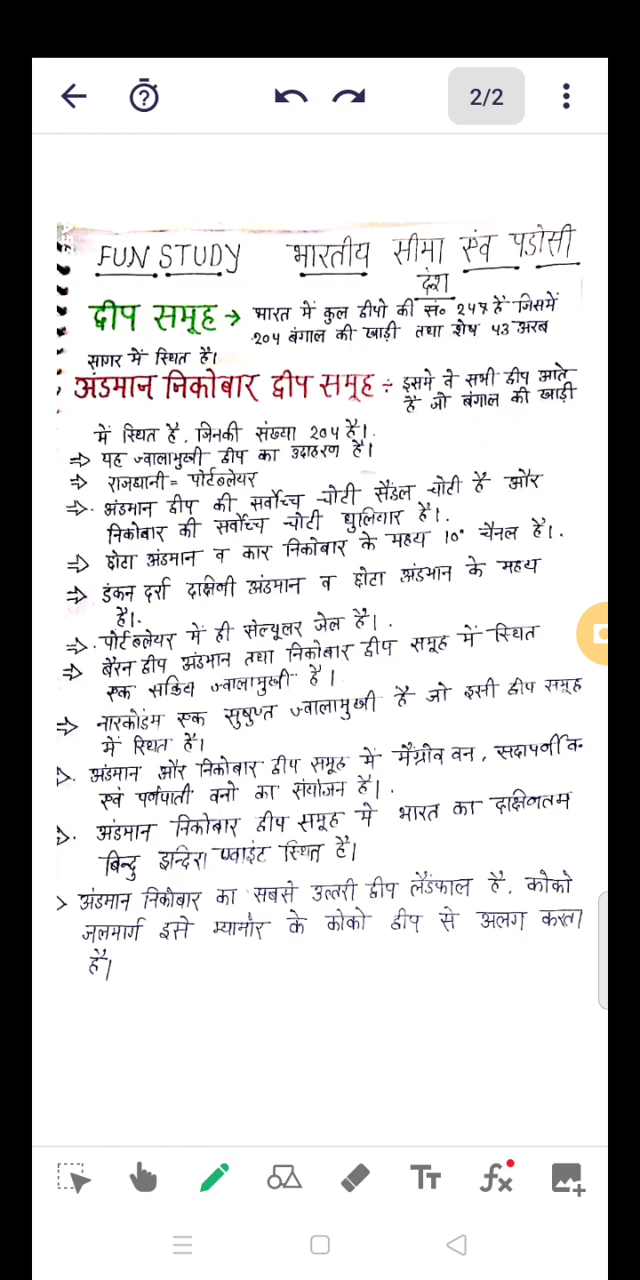 2/2
FUN STUDY भारतीय सीमा एंव पडोसी
देश
द्वीप समूह → भारत में कुल द्वीपो की सं० 247 है जिसमें
204 बंगाल की खाड़ी तथा शेष 43 अरब
सागर में स्थित है।
अंडमान निकोबार द्वीप समूह ÷ इसमे वे सभी द्वीप आते
है जो बंगाल की खाड़ी
में स्थित है, जिनकी संख्या 204 है।
⇒ यह ज्वालामुखी द्वीप का उदाहरण है।
⇒ राजधानी = पोर्टब्लेयर
⇒ अंडमान द्वीप की सर्वोच्च चोटी सैंडल चोटी है और
निकोबार की सर्वोच्च चोटी थुलियार है।
⇒ छोटा अंडमान व कार निकोबार के मध्य 10° चैनल है।
⇒ डंकन दर्रा दाक्षिनी अंडमान व छोटा अंडमान के मध्य
है।
⇒ पोर्टब्लेयर में ही सेल्यूलर जेल है।
⇒ बैरन द्वीप अंडमान तथा निकोबार द्वीप समूह में स्थित
एक सक्रिय ज्वालामुखी है।
⇒ नारकोडम एक सुषुप्त ज्वालामुखी है जो इसी द्वीप समूह
में स्थित है।
>. अंडमान और निकोबार द्वीप समूह में मैंग्रोव वन, सदापर्नीक
एवं पर्णपाती वनो का संयोजन है।
>. अंडमान निकोबार द्वीप समूह मे भारत का दाक्षिणतम
बिन्दु इन्दिरा प्वाइंट स्थित है।
> अंडमान निकोबार का सबसे उत्तरी द्वीप लैंडफाल है, कोको
जलमार्ग इसे म्यामौर के कोको द्वीप से अलग करता
है।
Tт
fx